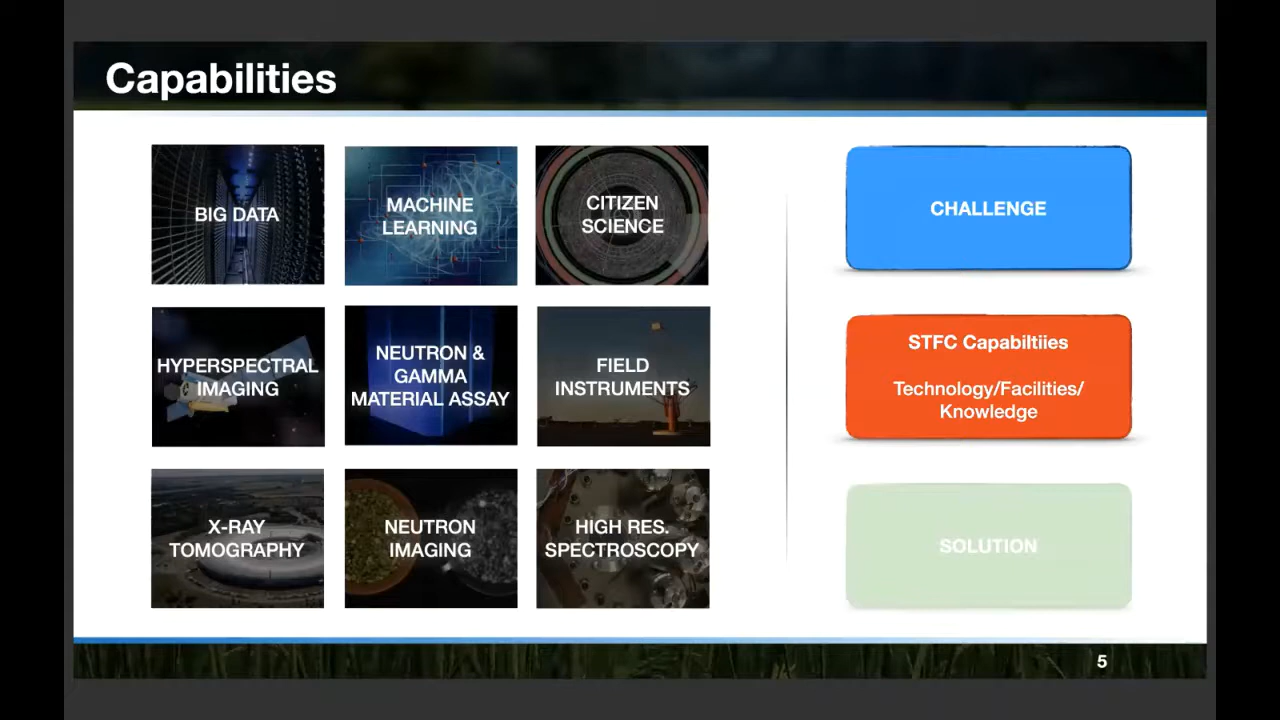 Capabilities
BIG DATA
MACHINE
LEARNING
CITIZEN
SCIENCE
HYPERSPECTRAL
IMAGING
NEUTRON &
GAMMA
MATERIAL ASSAY
FIELD
INSTRUMENTS
X-RAY
TOMOGRAPHY
NEUTRON
IMAGING
HIGH RES.
SPECTROSCOPY
CHALLENGE
STFC Capabiltiies
Technology/Facilities/
Knowledge
SOLUTION
5